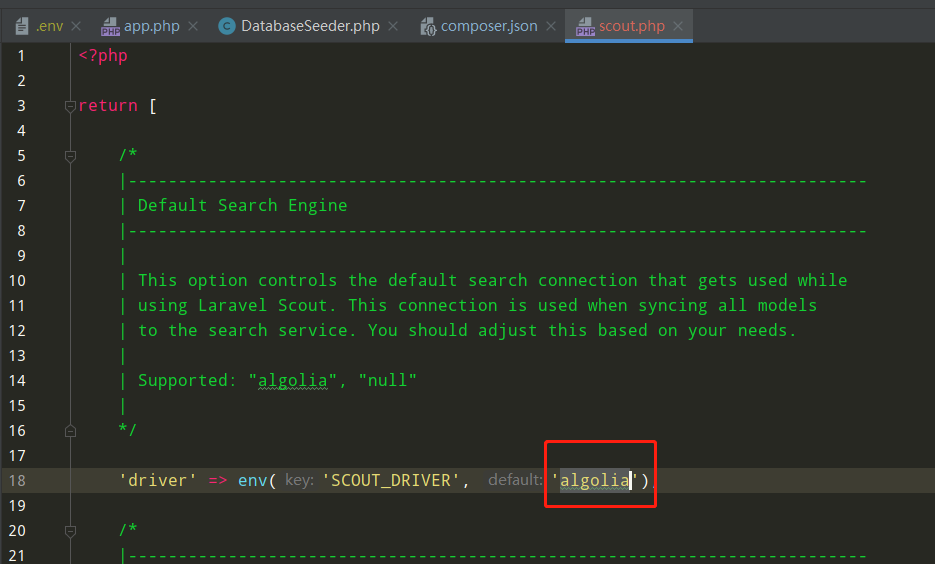 .env app.php DatabaseSeeder.php composer.json scout.php
1 <?php
2
3 return [
4
5 /*
6 |--------------------------------------------------------------------------
7 | Default Search Engine
8 |--------------------------------------------------------------------------
9 |
10 | This option controls the default search connection that gets used while
11 | using Laravel Scout. This connection is used when syncing all models
12 | to the search service. You should adjust this based on your needs.
13 |
14 | Supported: "algolia", "null"
15 |
16 */
17
18 'driver' => env( key: 'SCOUT_DRIVER', default: 'algolia'),
19
20 /*
21 |--------------------------------------------------------------------------